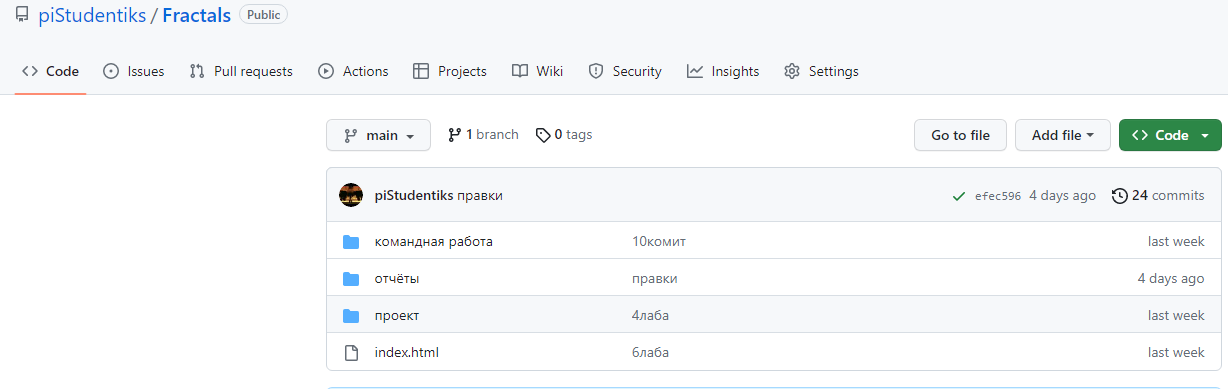 piStudentiks / Fractals Public
Code Issues Pull requests Actions Projects Wiki Security Insights Settings
main 1 branch 0 tags Go to file Add file Code
piStudentiks правки efec596 4 days ago 24 commits
командная работа 10комит last week
отчёты правки 4 days ago
проект 4лаба last week
index.html 6лаба last week